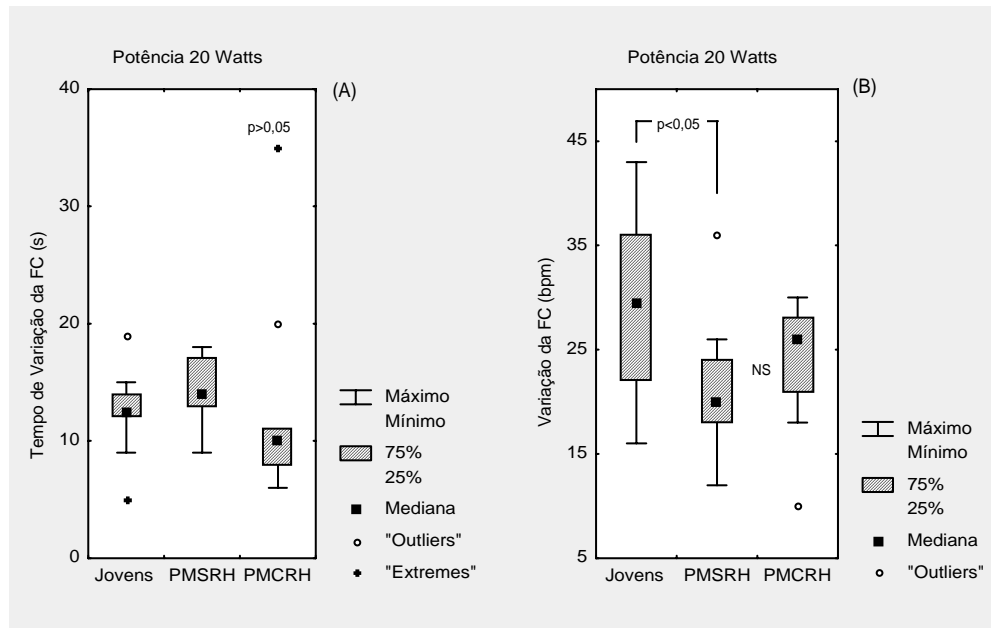 Potência 20 Watts
(A)
40
30
20
10
0
Tempo de Variação da FC (s)
p>0,05
Jovens PMSRH PMCRH
Máximo
Mínimo
75%
25%
Mediana
"Outliers"
"Extremes"
Potência 20 Watts
(B)
45
35
25
15
5
Variação da FC (bpm)
p<0,05
NS
Jovens PMSRH PMCRH
Máximo
Mínimo
75%
25%
Mediana
"Outliers"